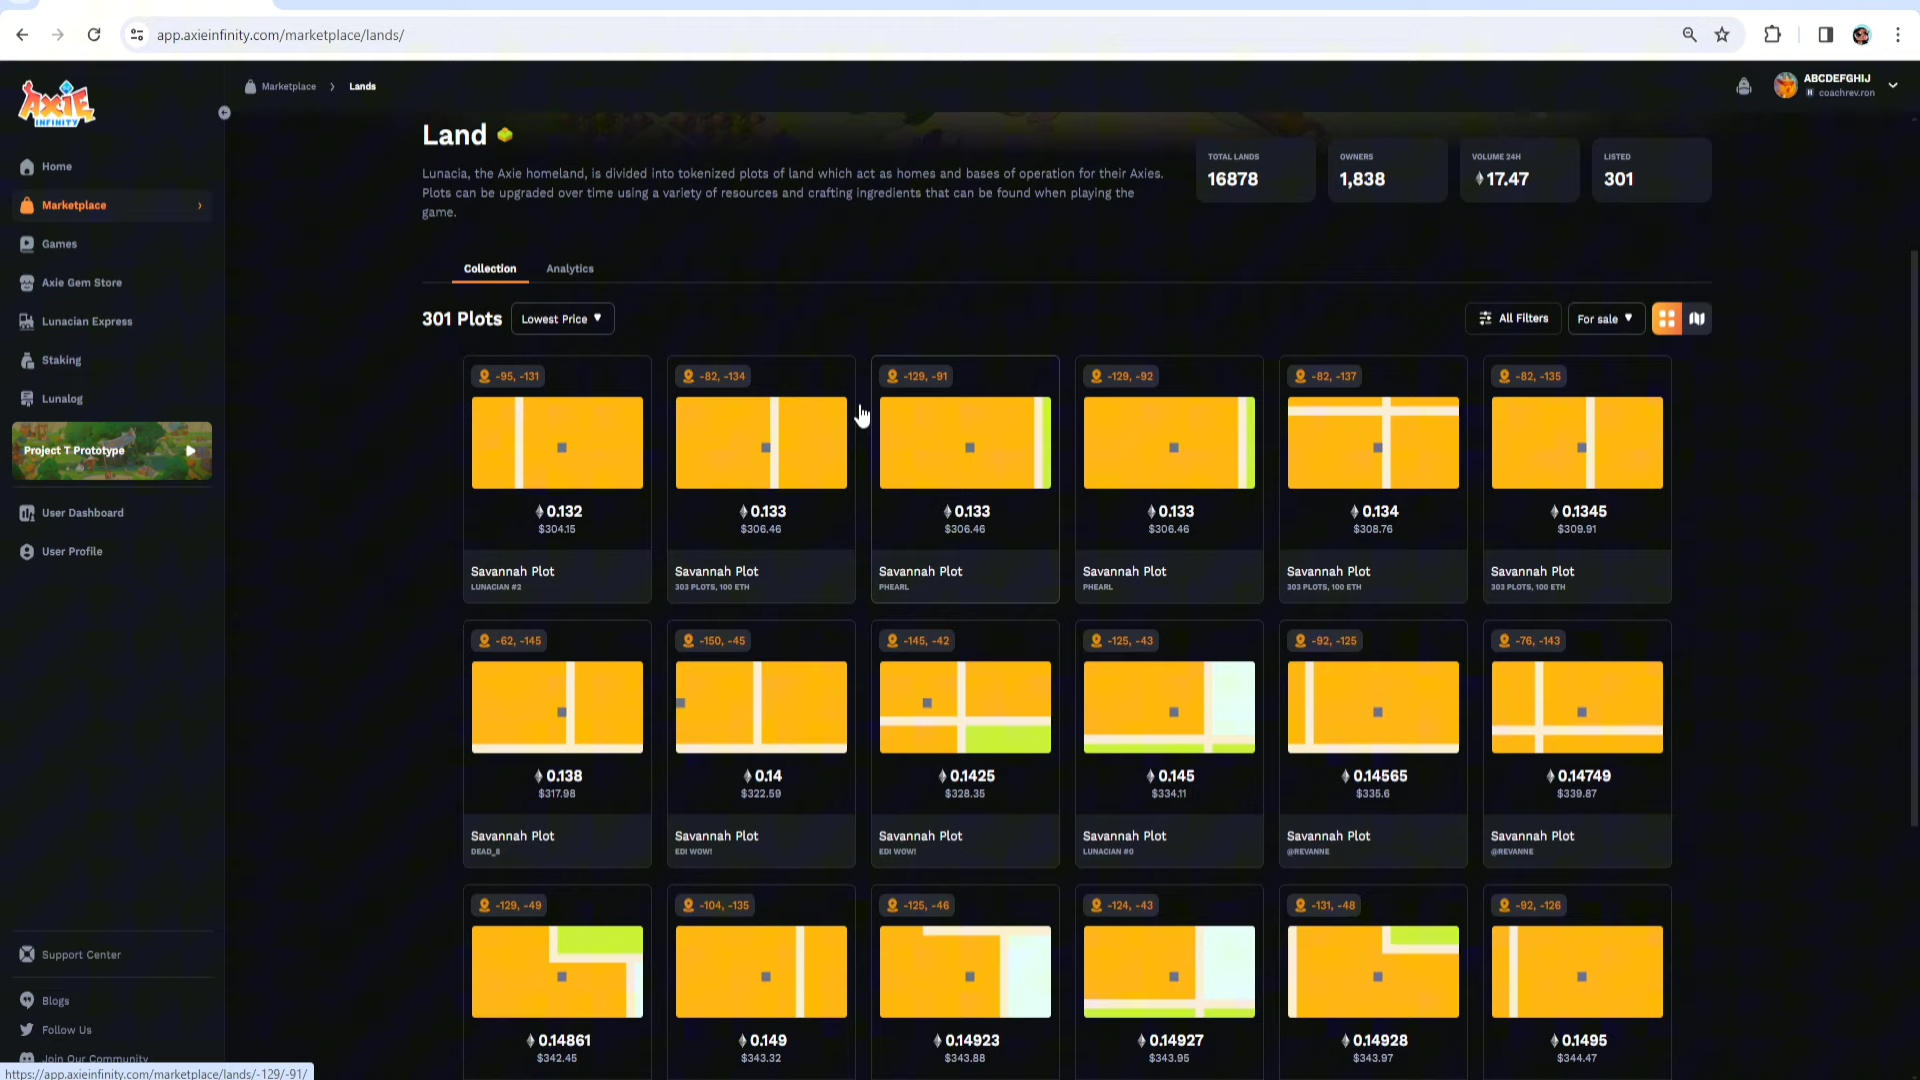 app.axieinfinity.com/marketplace/lands/
AXIE
INFINITY
Marketplace > Lands
ABCDEFGHIJ
coachrev.ron
Home
Marketplace
Games
Axie Gem Store
Lunacian Express
Staking
Lunalog
Project T Prototype
User Dashboard
User Profile
Support Center
Blogs
Follow Us
Join Our Community
Land
Lunacia, the Axie homeland, is divided into tokenized plots of land which act as homes and bases of operation for their Axies.
Plots can be upgraded over time using a variety of resources and crafting ingredients that can be found when playing the
game.
TOTAL LANDS
16878
OWNERS
1,838
VOLUME 24H
17.47
LISTED
301
Collection
Analytics
301 Plots
Lowest Price
All Filters
For sale
-95, -131
0.132
$304.15
Savannah Plot
LUNACIAN #2
-82, -134
0.133
$306.46
Savannah Plot
303 PLOTS, 100 ETH
-129, -91
0.133
$306.46
Savannah Plot
PHEARL
-129, -92
0.133
$306.46
Savannah Plot
PHEARL
-82, -137
0.134
$308.76
Savannah Plot
303 PLOTS, 100 ETH
-82, -135
0.1345
$309.91
Savannah Plot
303 PLOTS, 100 ETH
-62, -145
0.138
$317.98
Savannah Plot
DEAD_8
-150, -45
0.14
$322.59
Savannah Plot
EDI WOW!
-145, -42
0.1425
$328.35
Savannah Plot
EDI WOW!
-125, -43
0.145
$334.11
Savannah Plot
LUNACIAN #0
-92, -125
0.14565
$335.6
Savannah Plot
@REVANNE
-76, -143
0.14749
$339.87
Savannah Plot
@REVANNE
-129, -49
0.14861
$342.45
-104, -135
0.149
$343.32
-125, -46
0.14923
$343.88
-124, -43
0.14927
$343.95
-131, -48
0.14928
$343.97
-92, -126
0.1495
$344.47
https://app.axieinfinity.com/marketplace/lands/-129/-91/